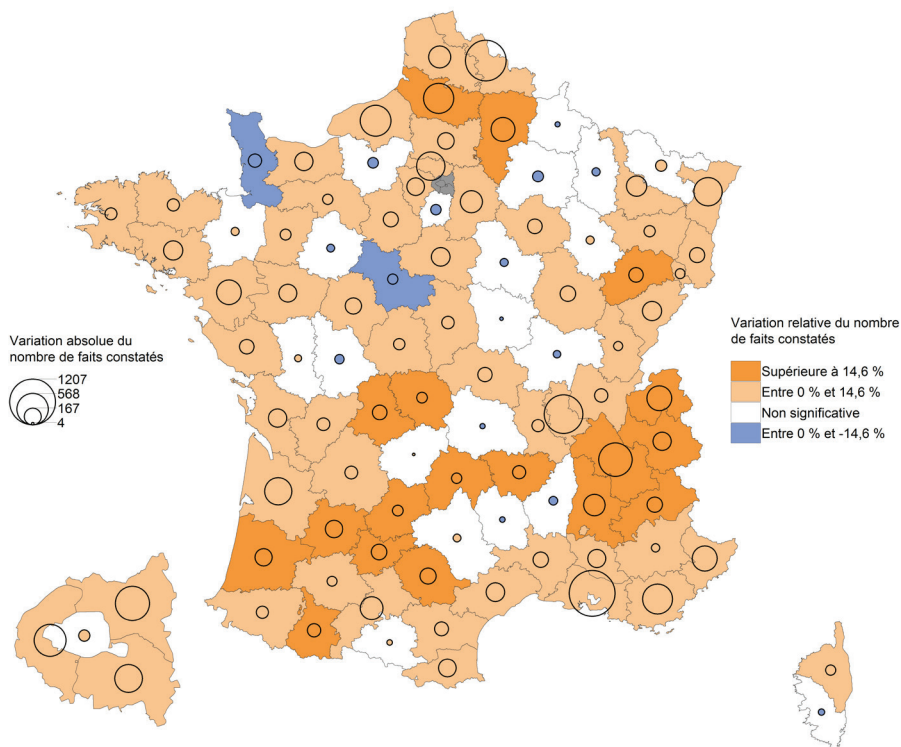 Variation absolue du
nombre de faits constatés
1207
568
167
4
Variation relative du nombre
de faits constatés
Supérieure à 14,6 %
Entre 0 % et 14,6 %
Non significative
Entre 0 % et -14,6 %